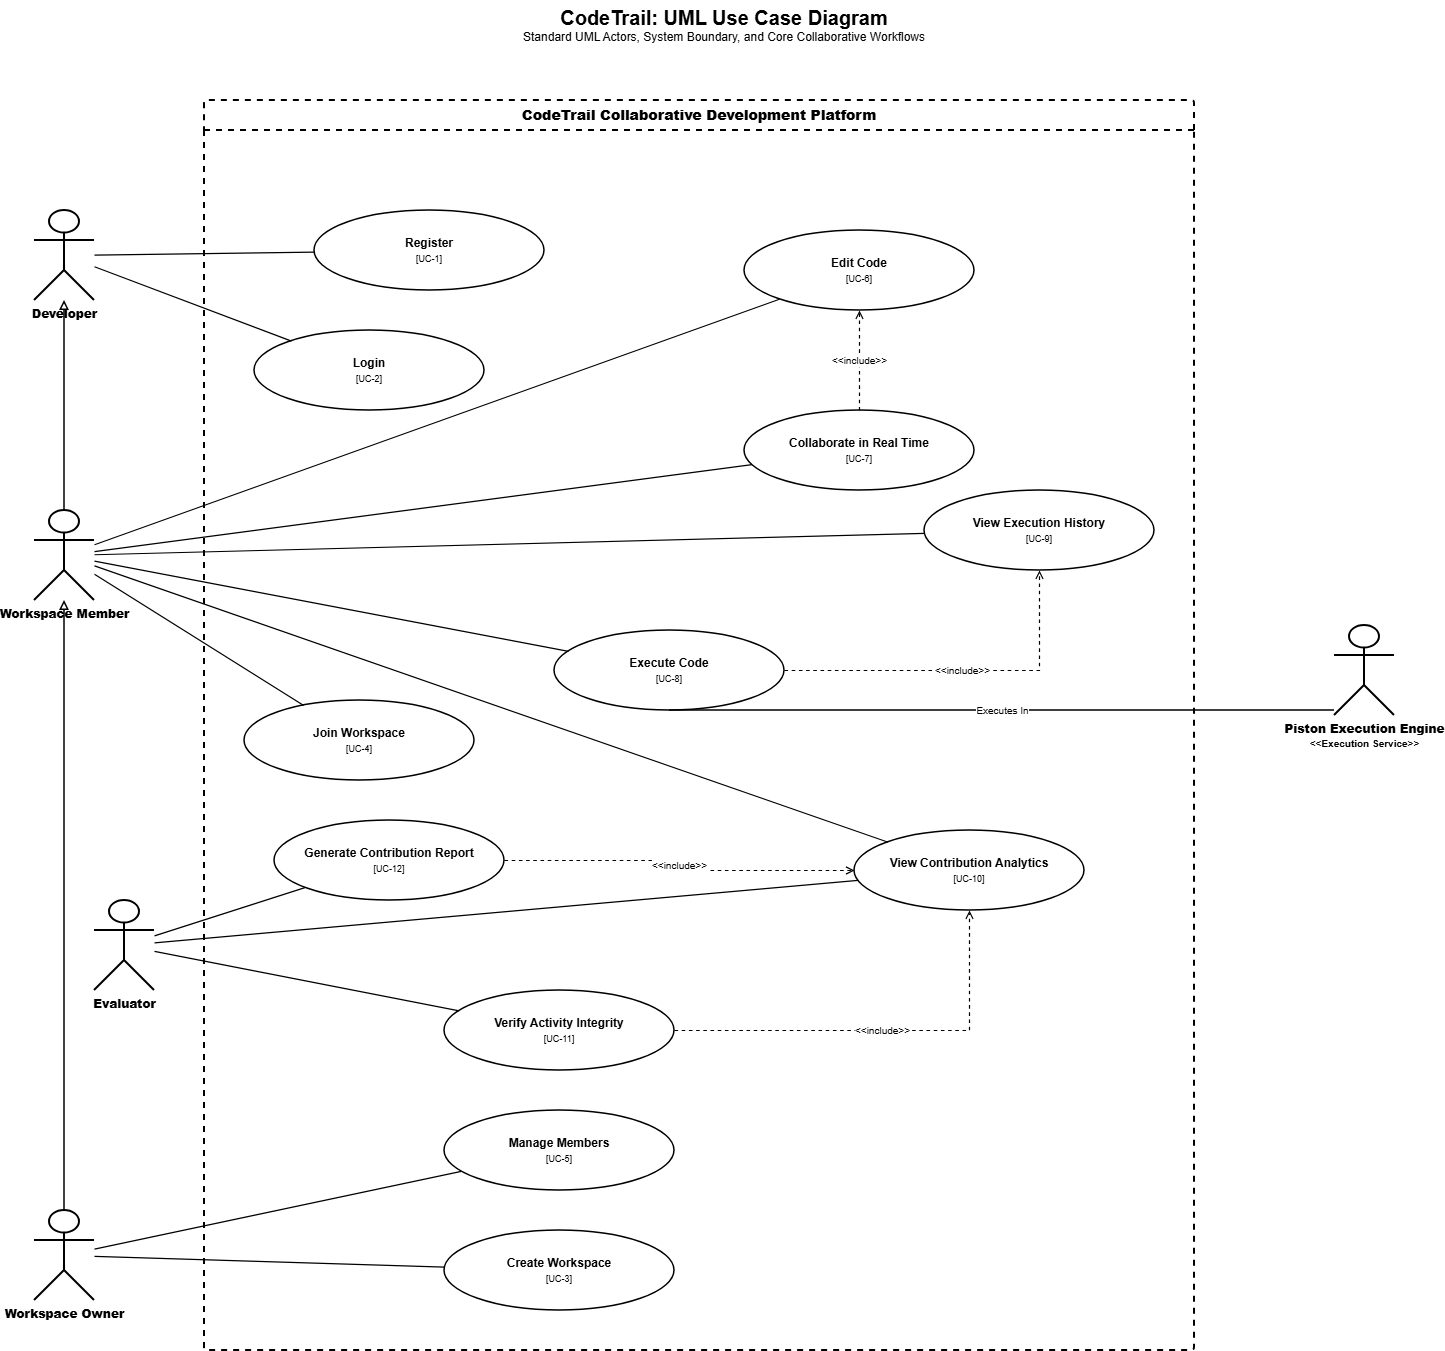 CodeTrail: UML Use Case Diagram
Standard UML Actors, System Boundary, and Core Collaborative Workflows
CodeTrail Collaborative Development Platform
Register
[UC-1]
Edit Code
[UC-6]
Developer
Login
[UC-2]
<<include>>
Collaborate in Real Time
[UC-7]
View Execution History
[UC-9]
Workspace Member
Execute Code
[UC-8]
<<include>>
Executes In
Piston Execution Engine
<<Execution Service>>
Join Workspace
[UC-4]
Generate Contribution Report
[UC-12]
<<include>>
View Contribution Analytics
[UC-10]
Evaluator
Verify Activity Integrity
[UC-11]
<<include>>
Manage Members
[UC-5]
Create Workspace
[UC-3]
Workspace Owner